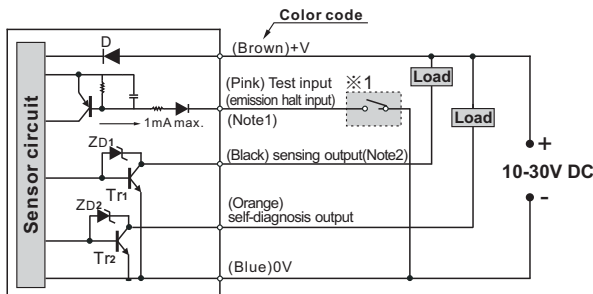 Color code
D
(Brown)+V
(Pink) Test input
※1
(emission halt input)
1mA max.
(Note1)
Load
Load
Sensor circuit
ZD1
(Black) sensing output(Note2)
Tr1
+
10-30V DC
-
(Orange)
self-diagnosis output
ZD2
Tr2
(Blue)0V